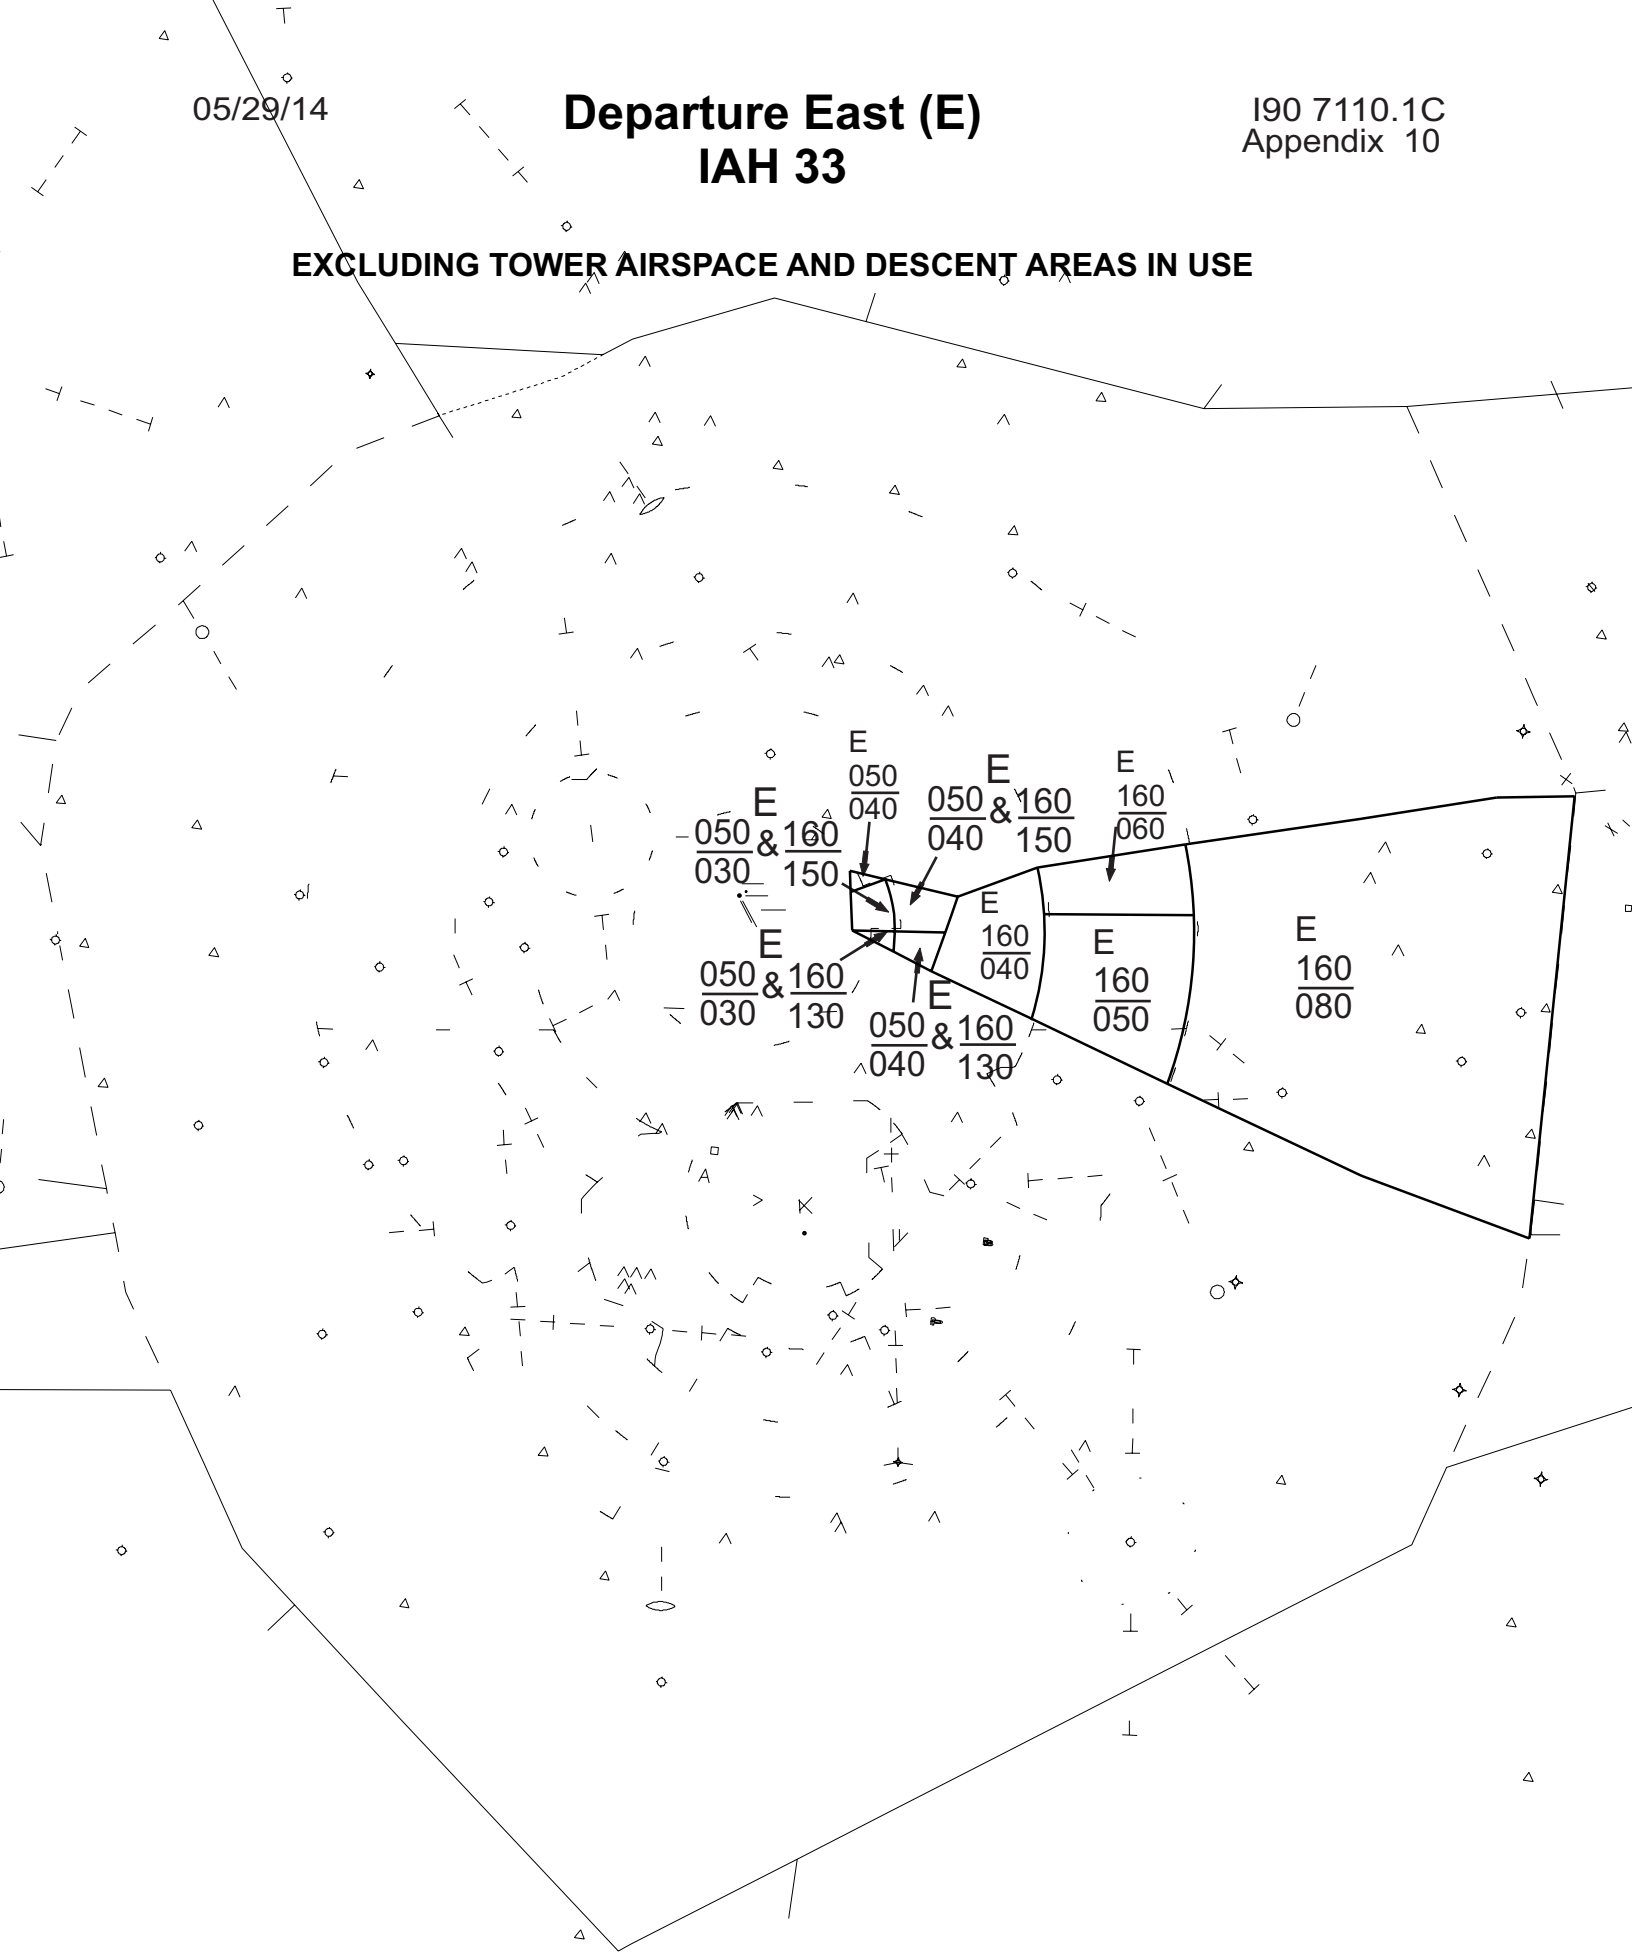 05/29/14
Departure East (E)
IAH 33
I90 7110.1C
Appendix 10
EXCLUDING TOWER AIRSPACE AND DESCENT AREAS IN USE
E
050
040
E
050 & 160
040 150
E
160
060
E
050 & 160
030 150
E
160
040
E
160
050
E
160
080
E
050 & 160
030 130
E
050 & 160
040 130